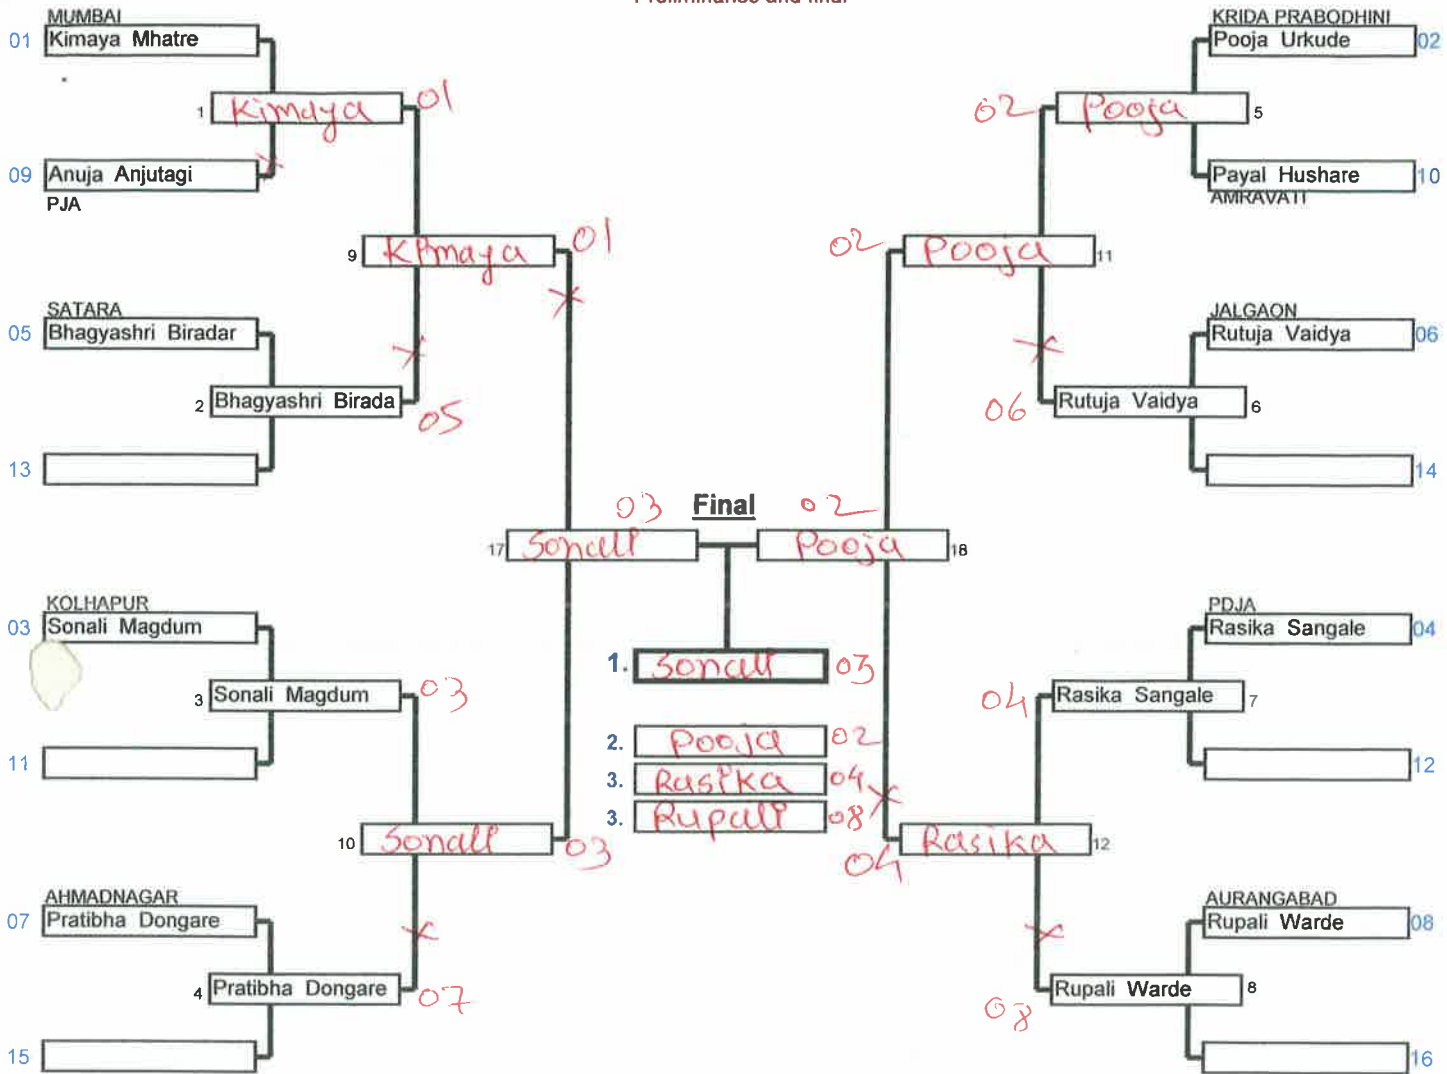 MUMBAI
01 Kimaya Mhatre
1 Kimaya 01
09 Anuja Anjutagi
PJA
9 Kimaya 01
SATARA
05 Bhagyashri Biradar
2 Bhagyashri Birada 05
13
17 Sonali 03
KOLHAPUR
03 Sonali Magdum
3 Sonali Magdum 03
11
10 Sonali 03
AHMADNAGAR
07 Pratibha Dongare
4 Pratibha Dongare 07
15
Final
1. Sonali 03
2. Pooja 02
3. Rasika 04
3. Rupali 08
KRIDA PRABODHINI
Pooja Urkude 02
02 Pooja 5
Payal Hushare 10
AMRAVATI
02 Pooja 11
JALGAON
Rutuja Vaidya 06
06 Rutuja Vaidya 6
14
02 Pooja 18
PDJA
Rasika Sangale 04
04 Rasika Sangale 7
12
04 Rasika 12
AURANGABAD
Rupali Warde 08
08 Rupali Warde 8
16